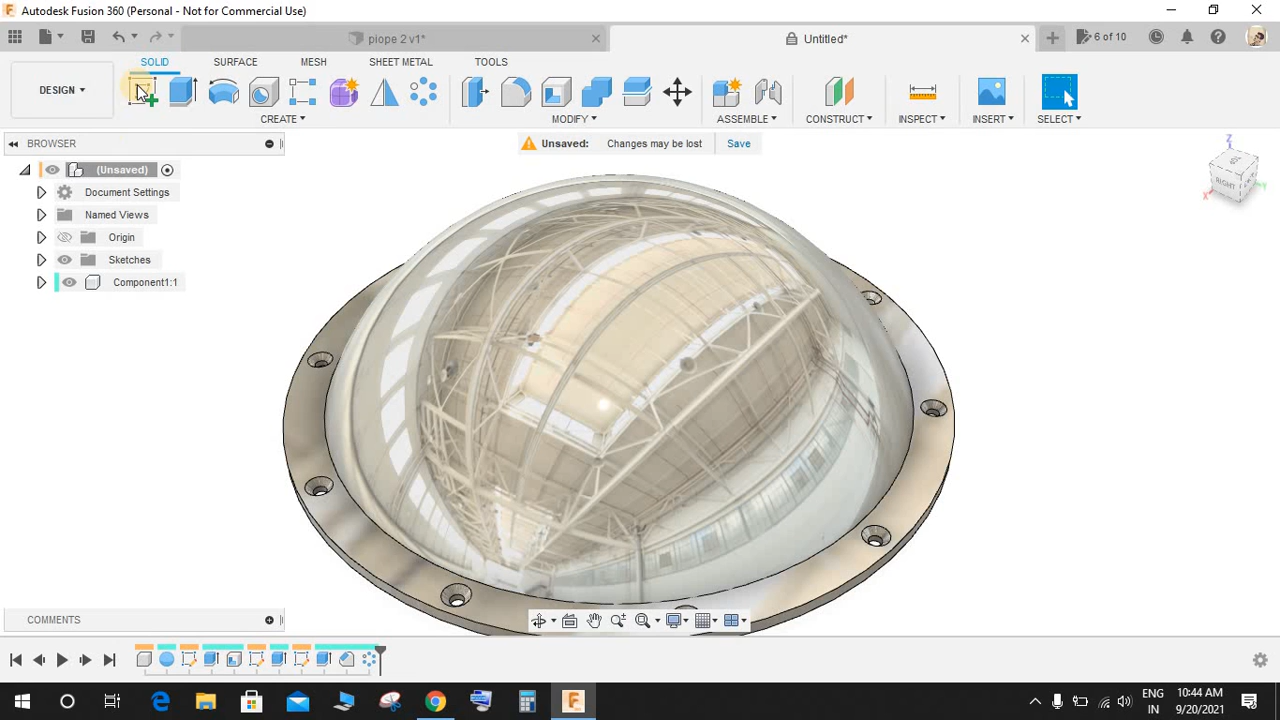 Autodesk Fusion 360 (Personal - Not for Commercial Use)
piope 2 v1*
Untitled*
6 of 10
DESIGN
SOLID SURFACE MESH SHEET METAL TOOLS
CREATE MODIFY ASSEMBLE CONSTRUCT INSPECT INSERT SELECT
BROWSER
Unsaved: Changes may be lost Save
(Unsaved)
Document Settings
Named Views
Origin
Sketches
Component1:1
Z
RIGHT
COMMENTS
ENG
IN
10:44 AM
9/20/2021